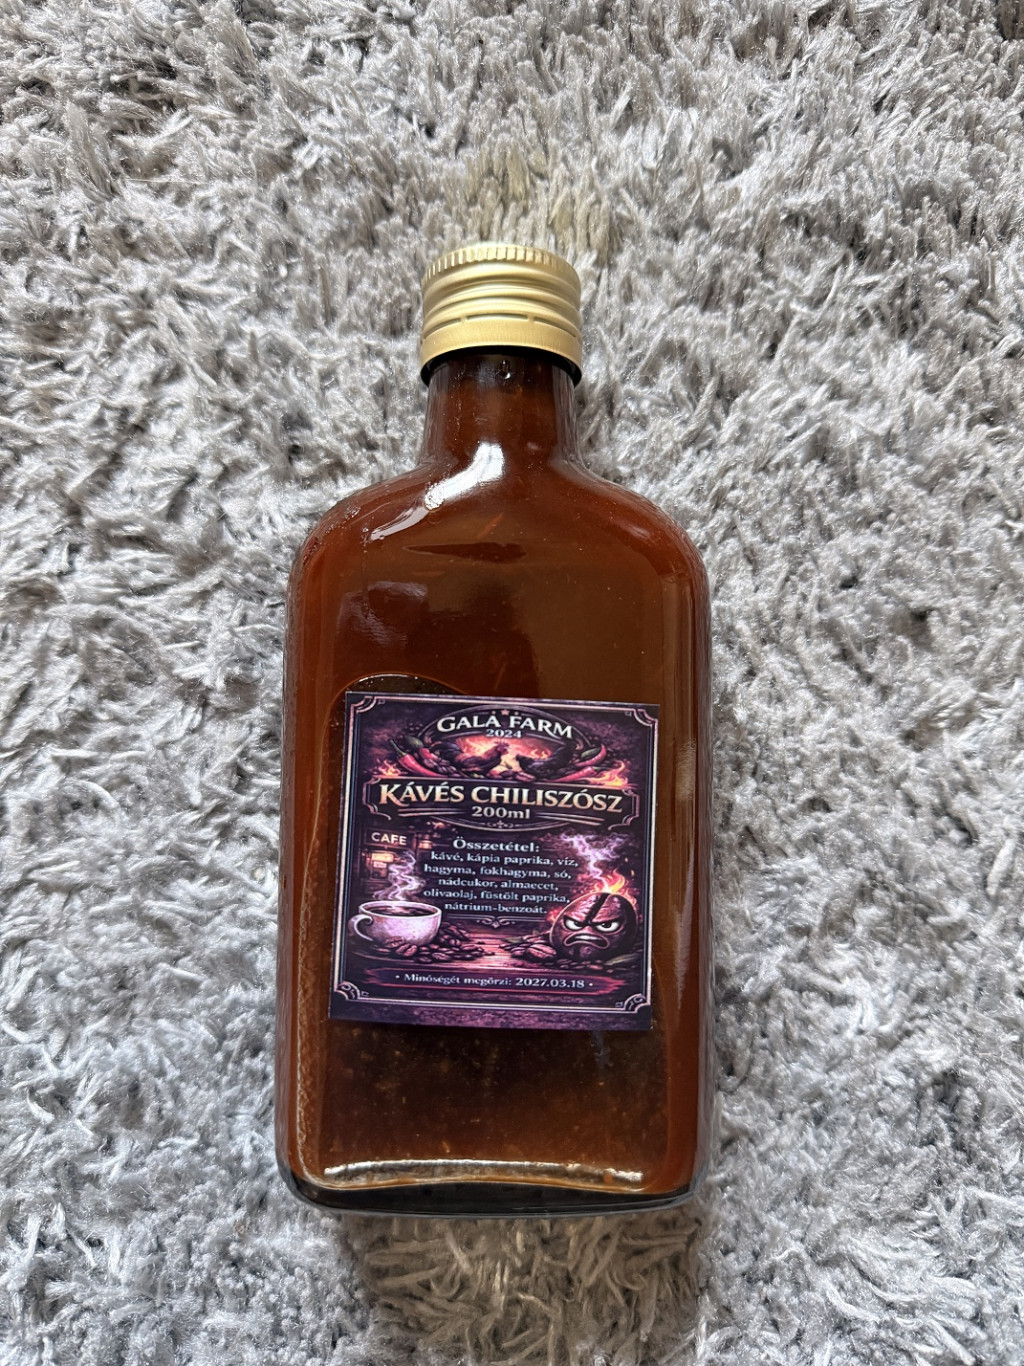 GALA FARM
2024
KÁVÉS CHILISZÓSZ
200ml
CAFE
Összetétel:
kávé, kápia paprika, víz,
hagyma, fokhagyma, só,
nádcukor, almaecet,
olívaolaj, füstölt paprika,
nátrium-benzoát.
• Minőségét megőrzi: 2027.03.18 •